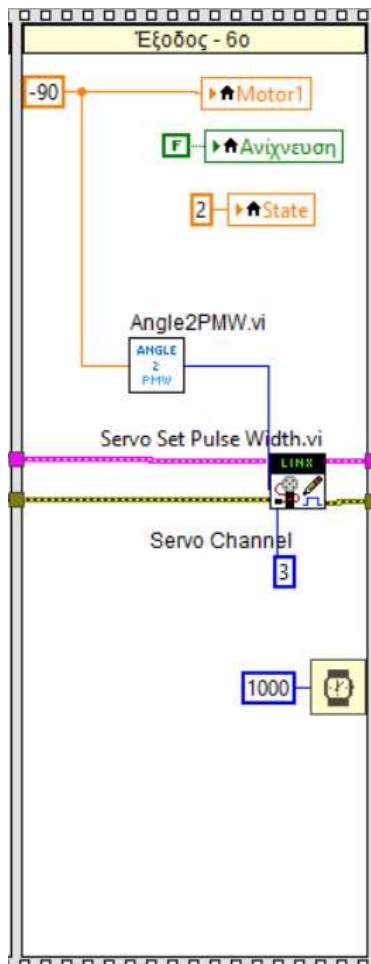 Έξοδος - 6ο
-90
Motor1
F
Ανίχνευση
2
State
Angle2PMW.vi
ANGLE
2
PMW
Servo Set Pulse Width.vi
LINX
Servo Channel
3
1000